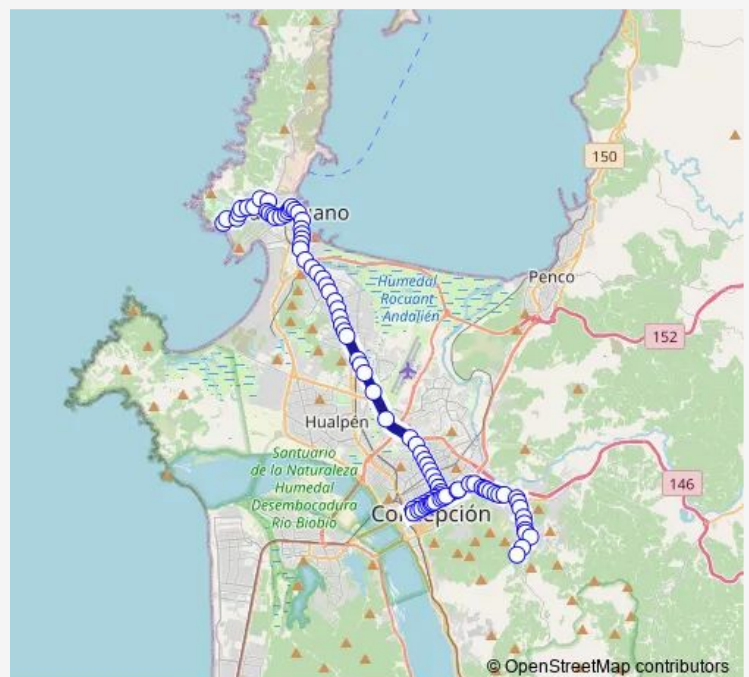 150
Penco
Humedal
Rocuant
Andalién
152
Hualpén
Santuario
de la Naturaleza
Humedal
Desembocadura
Río Biobío
146
Concepción
© OpenStreetMap contributors